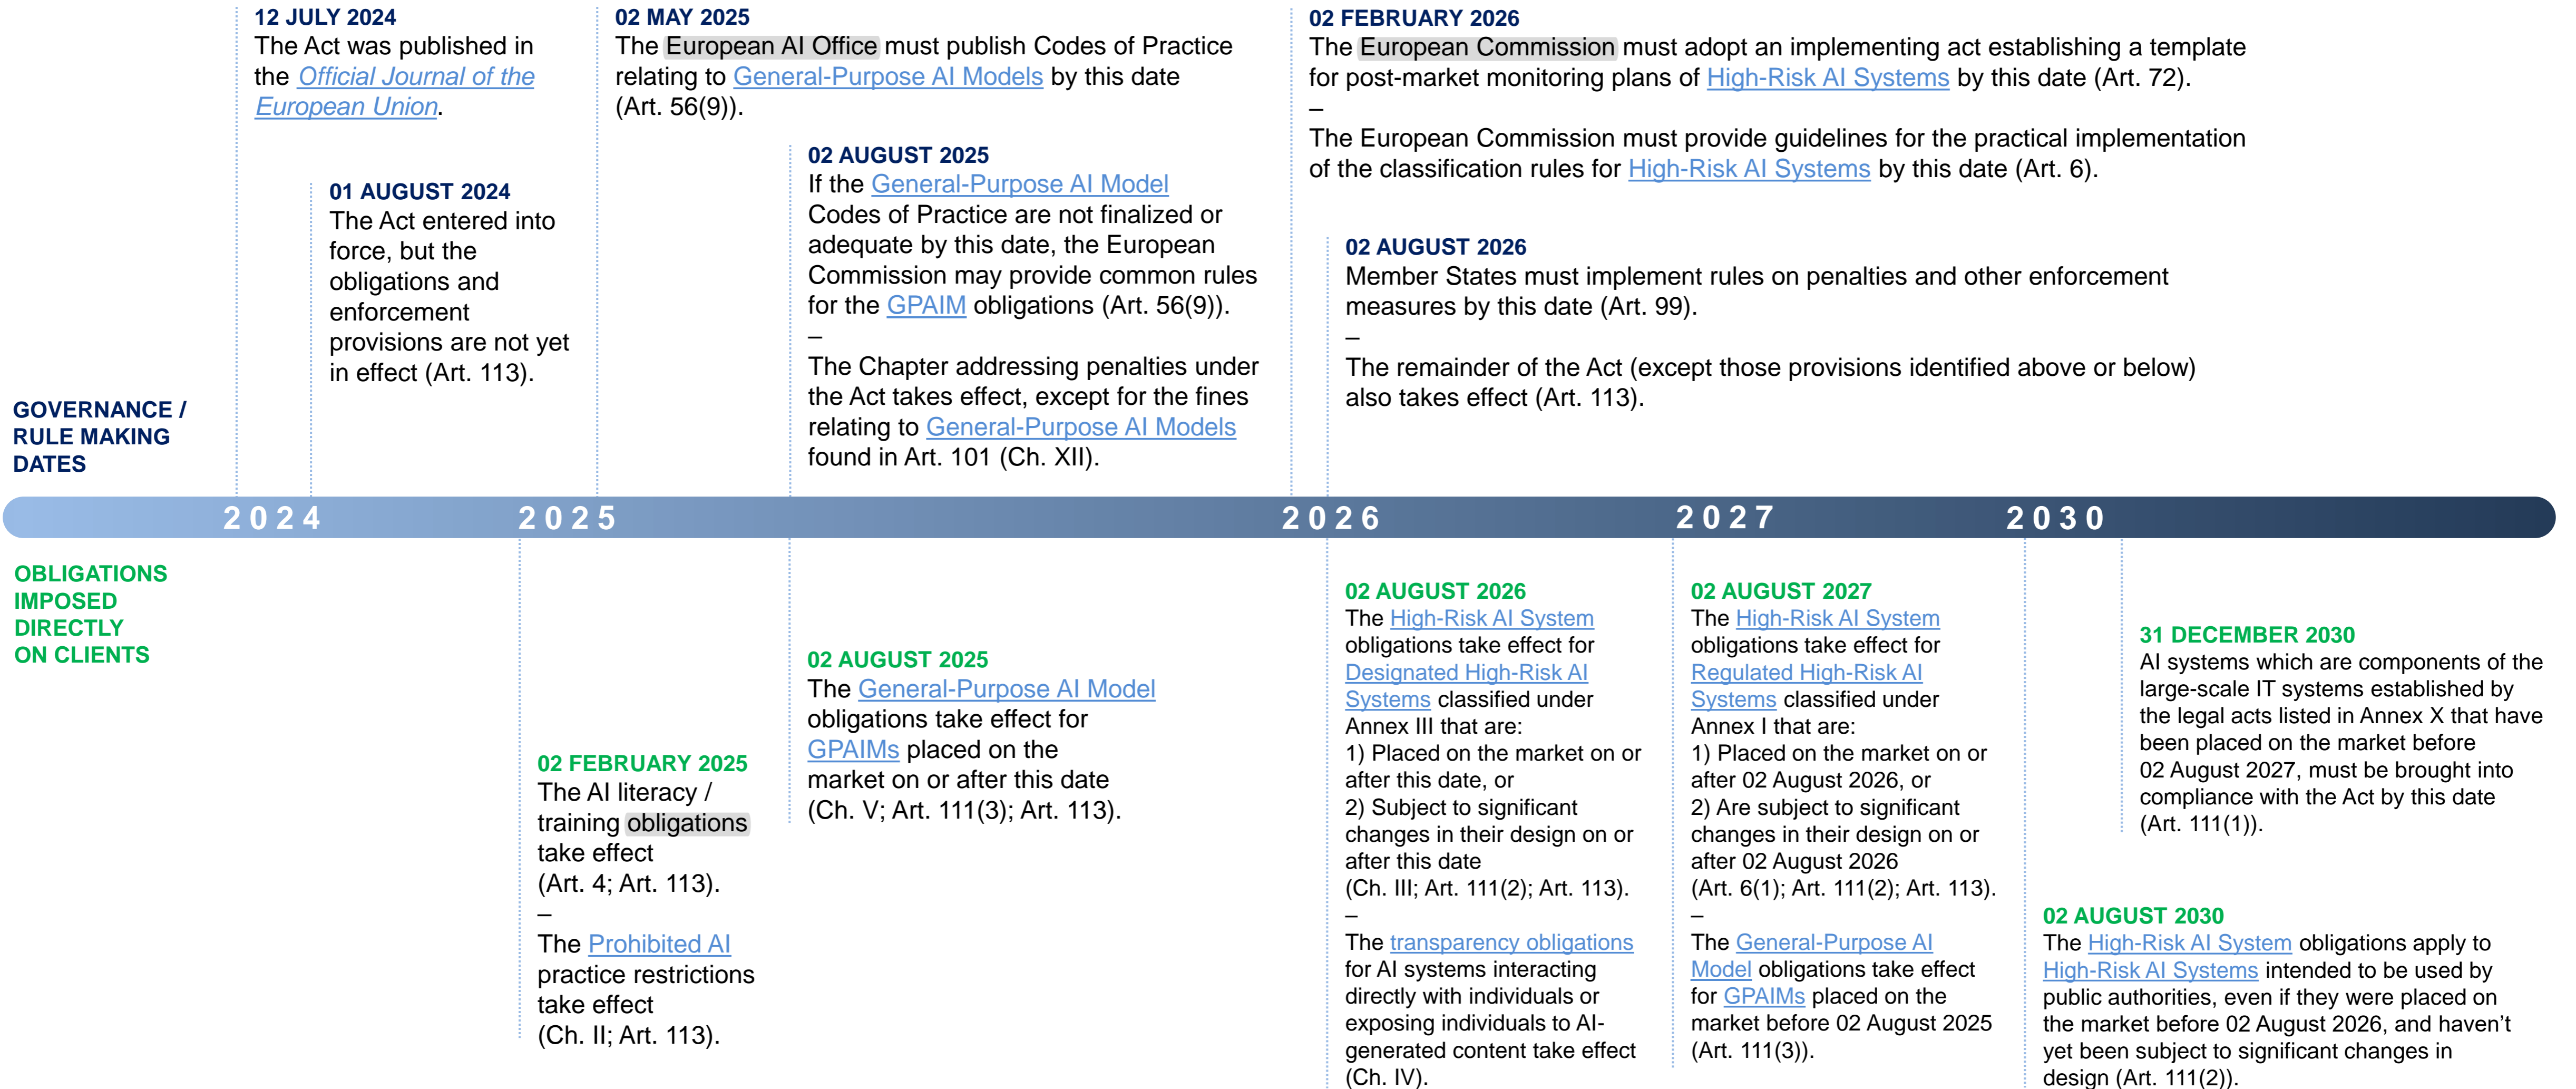 12 JULY 2024
The Act was published in
the Official Journal of the
European Union.
01 AUGUST 2024
The Act entered into
force, but the
obligations and
enforcement
provisions are not yet
in effect (Art. 113).
02 MAY 2025
The European AI Office must publish Codes of Practice
relating to General-Purpose AI Models by this date
(Art. 56(9)).
02 AUGUST 2025
If the General-Purpose AI Model
Codes of Practice are not finalized or
adequate by this date, the European
Commission may provide common rules
for the GPAIM obligations (Art. 56(9)).
–
The Chapter addressing penalties under
the Act takes effect, except for the fines
relating to General-Purpose AI Models
found in Art. 101 (Ch. XII).
02 FEBRUARY 2026
The European Commission must adopt an implementing act establishing a template
for post-market monitoring plans of High-Risk AI Systems by this date (Art. 72).
–
The European Commission must provide guidelines for the practical implementation
of the classification rules for High-Risk AI Systems by this date (Art. 6).
02 AUGUST 2026
Member States must implement rules on penalties and other enforcement
measures by this date (Art. 99).
–
The remainder of the Act (except those provisions identified above or below)
also takes effect (Art. 113).
GOVERNANCE /
RULE MAKING
DATES
2024 2025 2026 2027 2030
OBLIGATIONS
IMPOSED
DIRECTLY
ON CLIENTS
02 FEBRUARY 2025
The AI literacy /
training obligations
take effect
(Art. 4; Art. 113).
–
The Prohibited AI
practice restrictions
take effect
(Ch. II; Art. 113).
02 AUGUST 2025
The General-Purpose AI Model
obligations take effect for
GPAIMs placed on the
market on or after this date
(Ch. V; Art. 111(3); Art. 113).
02 AUGUST 2026
The High-Risk AI System
obligations take effect for
Designated High-Risk AI
Systems classified under
Annex III that are:
1) Placed on the market on or
after this date, or
2) Subject to significant
changes in their design on or
after this date
(Ch. III; Art. 111(2); Art. 113).
–
The transparency obligations
for AI systems interacting
directly with individuals or
exposing individuals to AI-
generated content take effect
(Ch. IV).
02 AUGUST 2027
The High-Risk AI System
obligations take effect for
Regulated High-Risk AI
Systems classified under
Annex I that are:
1) Placed on the market on or
after 02 August 2026, or
2) Are subject to significant
changes in their design on or
after 02 August 2026
(Art. 6(1); Art. 111(2); Art. 113).
–
The General-Purpose AI
Model obligations take effect
for GPAIMs placed on the
market before 02 August 2025
(Art. 111(3)).
31 DECEMBER 2030
AI systems which are components of the
large-scale IT systems established by
the legal acts listed in Annex X that have
been placed on the market before
02 August 2027, must be brought into
compliance with the Act by this date
(Art. 111(1)).
02 AUGUST 2030
The High-Risk AI System obligations apply to
High-Risk AI Systems intended to be used by
public authorities, even if they were placed on
the market before 02 August 2026, and haven’t
yet been subject to significant changes in
design (Art. 111(2)).